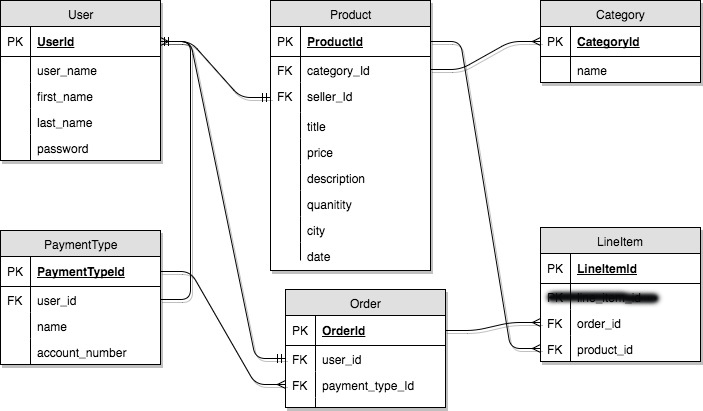 User
PK UserId
user_name
first_name
last_name
password
Product
PK ProductId
FK category_Id
FK seller_Id
title
price
description
quanitity
city
date
Category
PK CategoryId
name
PaymentType
PK PaymentTypeId
FK user_id
name
account_number
Order
PK OrderId
FK user_id
FK payment_type_Id
LineItem
PK LineItemId
FK order_id
FK product_id